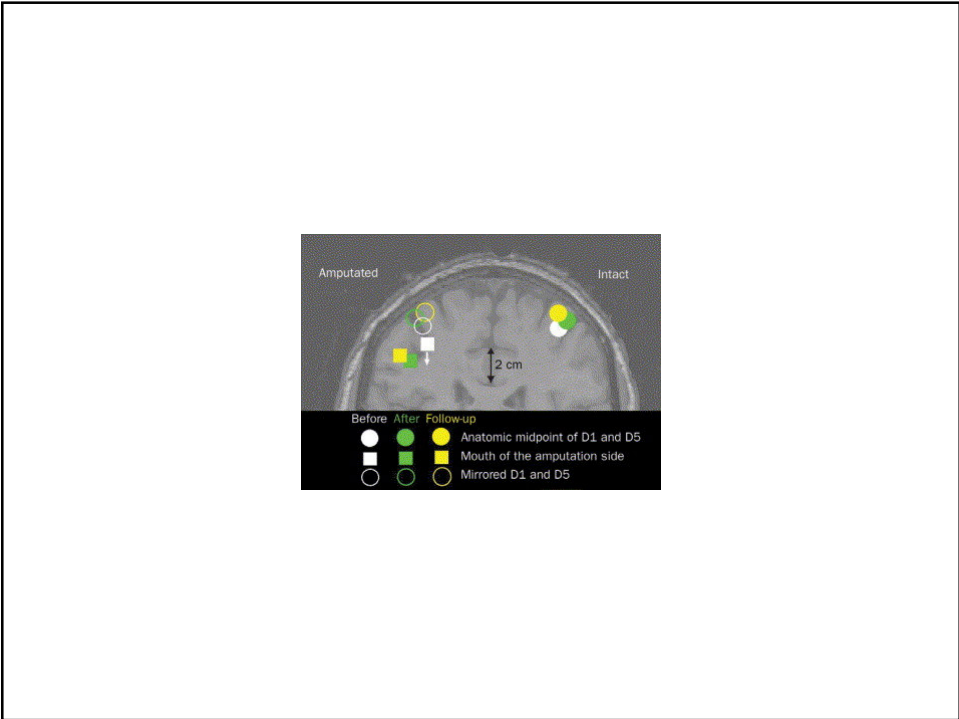 Amputated Intact
2 cm
Before After Follow-up
Anatomic midpoint of D1 and D5
Mouth of the amputation side
Mirrored D1 and D5